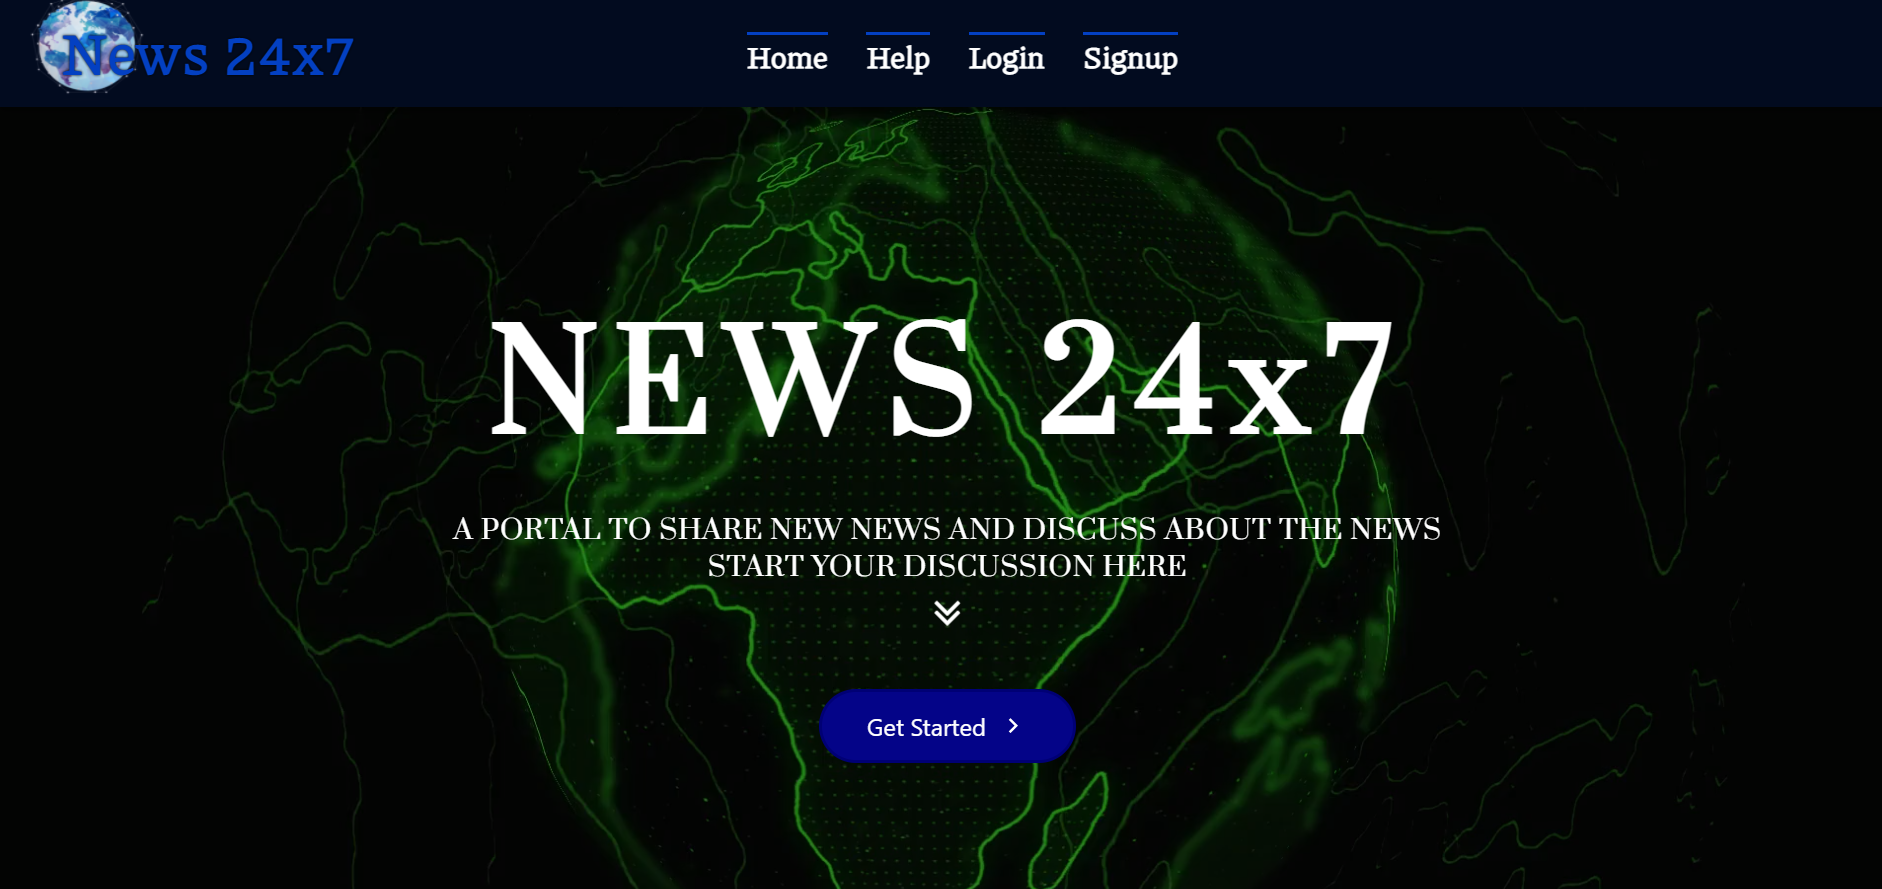 News 24x7
Home Help Login Signup
NEWS 24x7
A PORTAL TO SHARE NEW NEWS AND DISCUSS ABOUT THE NEWS
START YOUR DISCUSSION HERE
Get Started